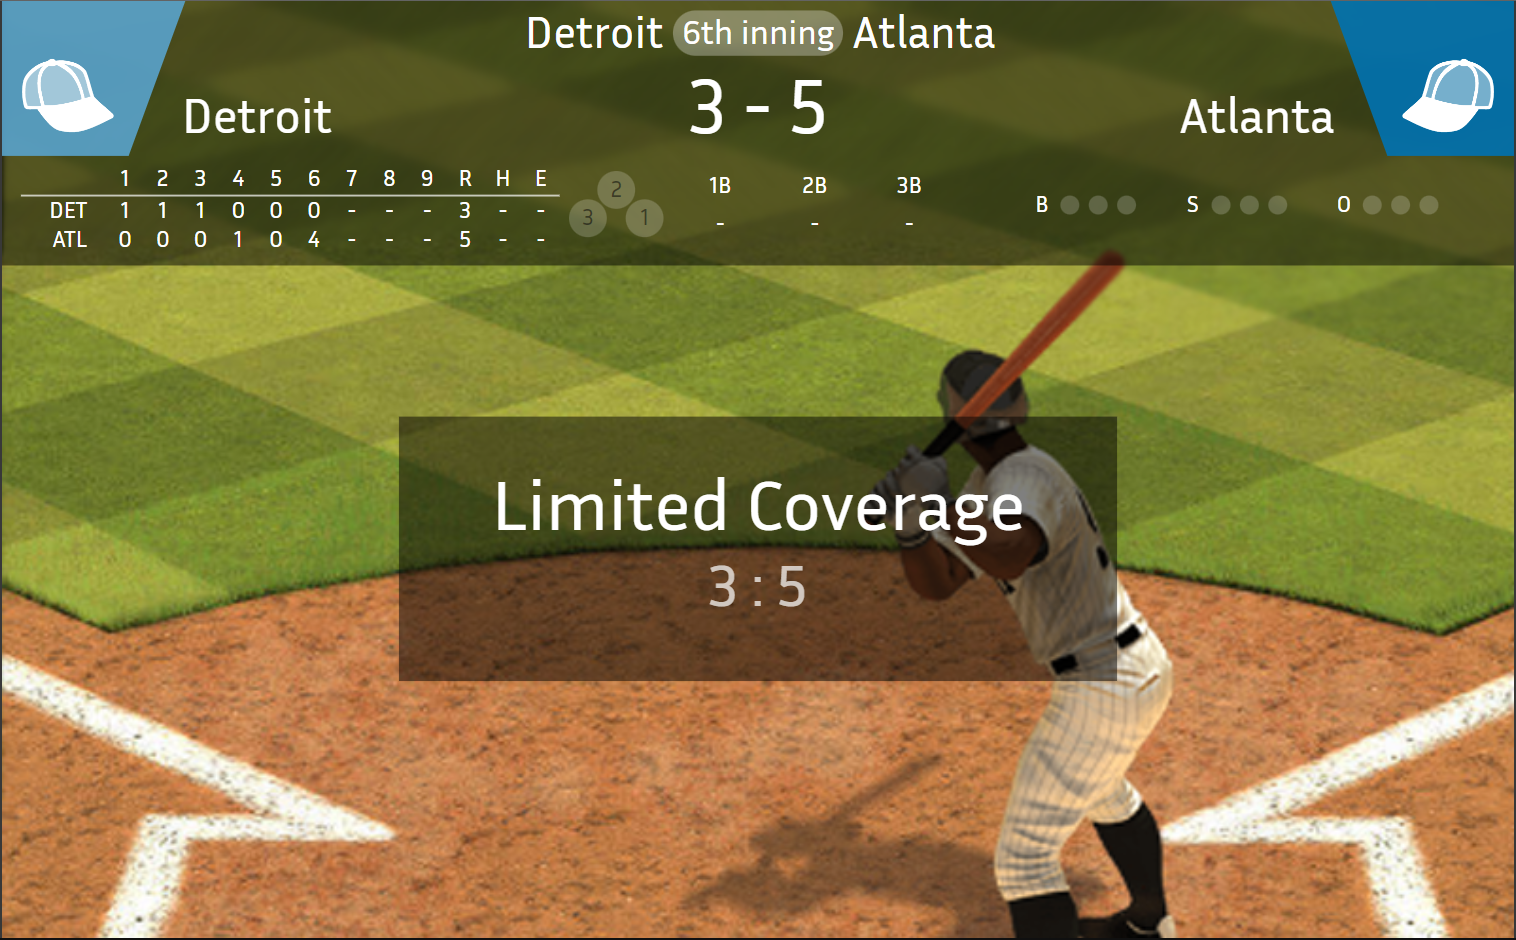 Detroit 6th inning Atlanta
3 - 5
Detroit
Atlanta
1 2 3 4 5 6 7 8 9 R H E
DET 1 1 1 0 0 0 - - - 3 - -
ATL 0 0 0 1 0 4 - - - 5 - -
2
3 1
1B 2B 3B
- - -
B S O
Limited Coverage
3 : 5